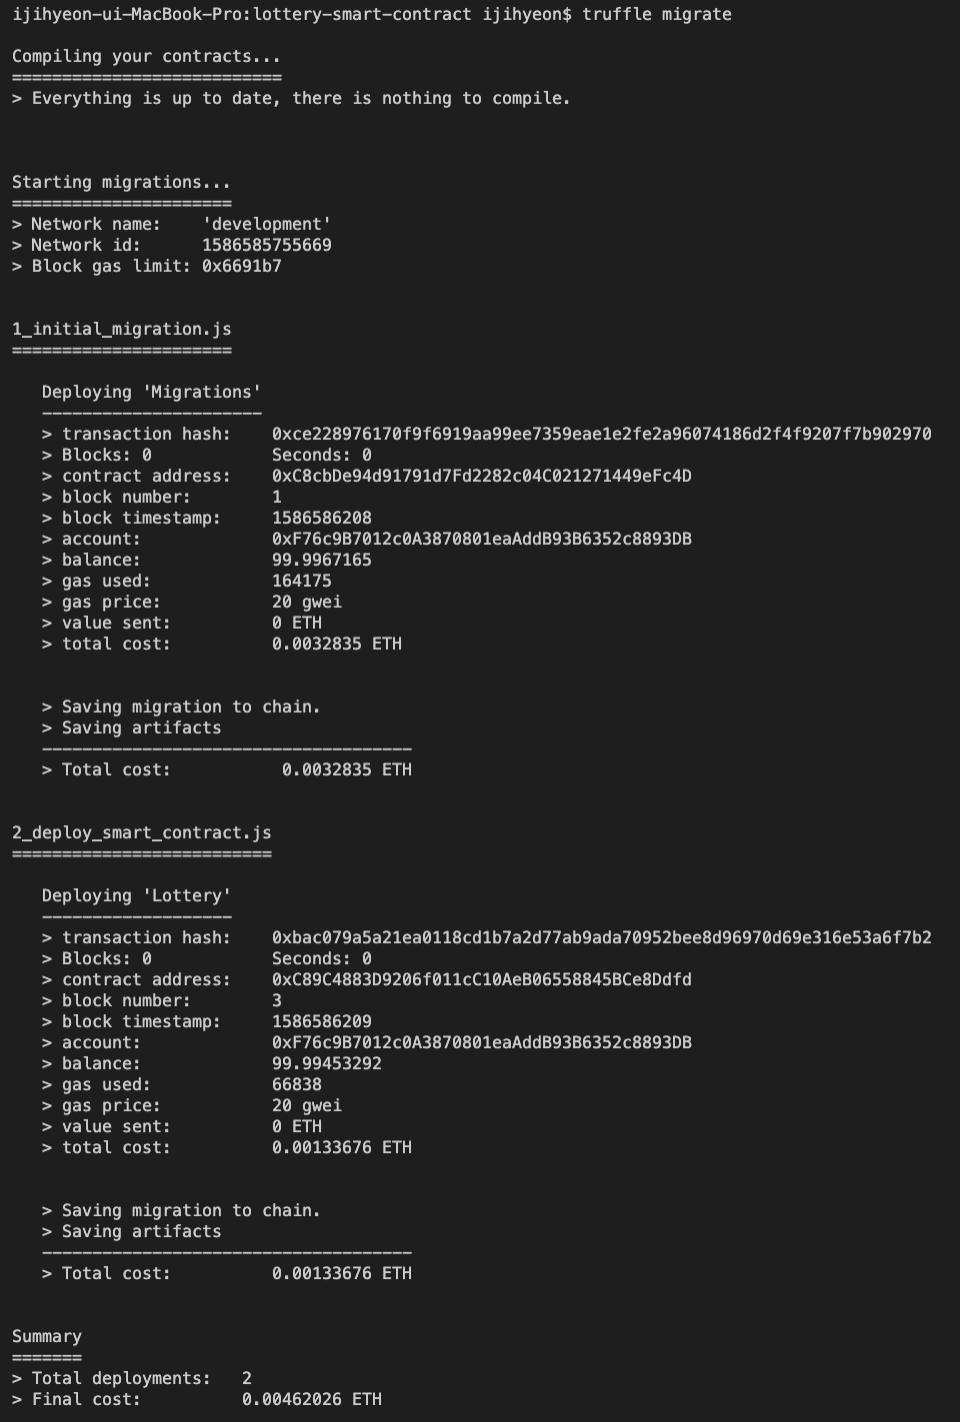 ijihyeon-ui-MacBook-Pro:lottery-smart-contract ijihyeon$ truffle migrate
Compiling your contracts...
===========================
> Everything is up to date, there is nothing to compile.
Starting migrations...
======================
> Network name:    'development'
> Network id:      1586585755669
> Block gas limit: 0x6691b7
1_initial_migration.js
======================
   Deploying 'Migrations'
   ----------------------
   > transaction hash:    0xce228976170f9f6919aa99ee7359eae1e2fe2a96074186d2f4f9207f7b902970
   > Blocks: 0            Seconds: 0
   > contract address:    0xC8cbDe94d91791d7Fd2282c04C021271449eFc4D
   > block number:        1
   > block timestamp:     1586586208
   > account:             0xF76c9B7012c0A3870801eaAddB93B6352c8893DB
   > balance:             99.9967165
   > gas used:            164175
   > gas price:           20 gwei
   > value sent:          0 ETH
   > total cost:          0.0032835 ETH
   > Saving migration to chain.
   > Saving artifacts
   -------------------------------------
   > Total cost:           0.0032835 ETH
2_deploy_smart_contract.js
==========================
   Deploying 'Lottery'
   -------------------
   > transaction hash:    0xbac079a5a21ea0118cd1b7a2d77ab9ada70952bee8d96970d69e316e53a6f7b2
   > Blocks: 0            Seconds: 0
   > contract address:    0xC89C4883D9206f011cC10AeB06558845BCe8Ddfd
   > block number:        3
   > block timestamp:     1586586209
   > account:             0xF76c9B7012c0A3870801eaAddB93B6352c8893DB
   > balance:             99.99453292
   > gas used:            66838
   > gas price:           20 gwei
   > value sent:          0 ETH
   > total cost:          0.00133676 ETH
   > Saving migration to chain.
   > Saving artifacts
   -------------------------------------
   > Total cost:          0.00133676 ETH
Summary
=======
> Total deployments:   2
> Final cost:          0.00462026 ETH